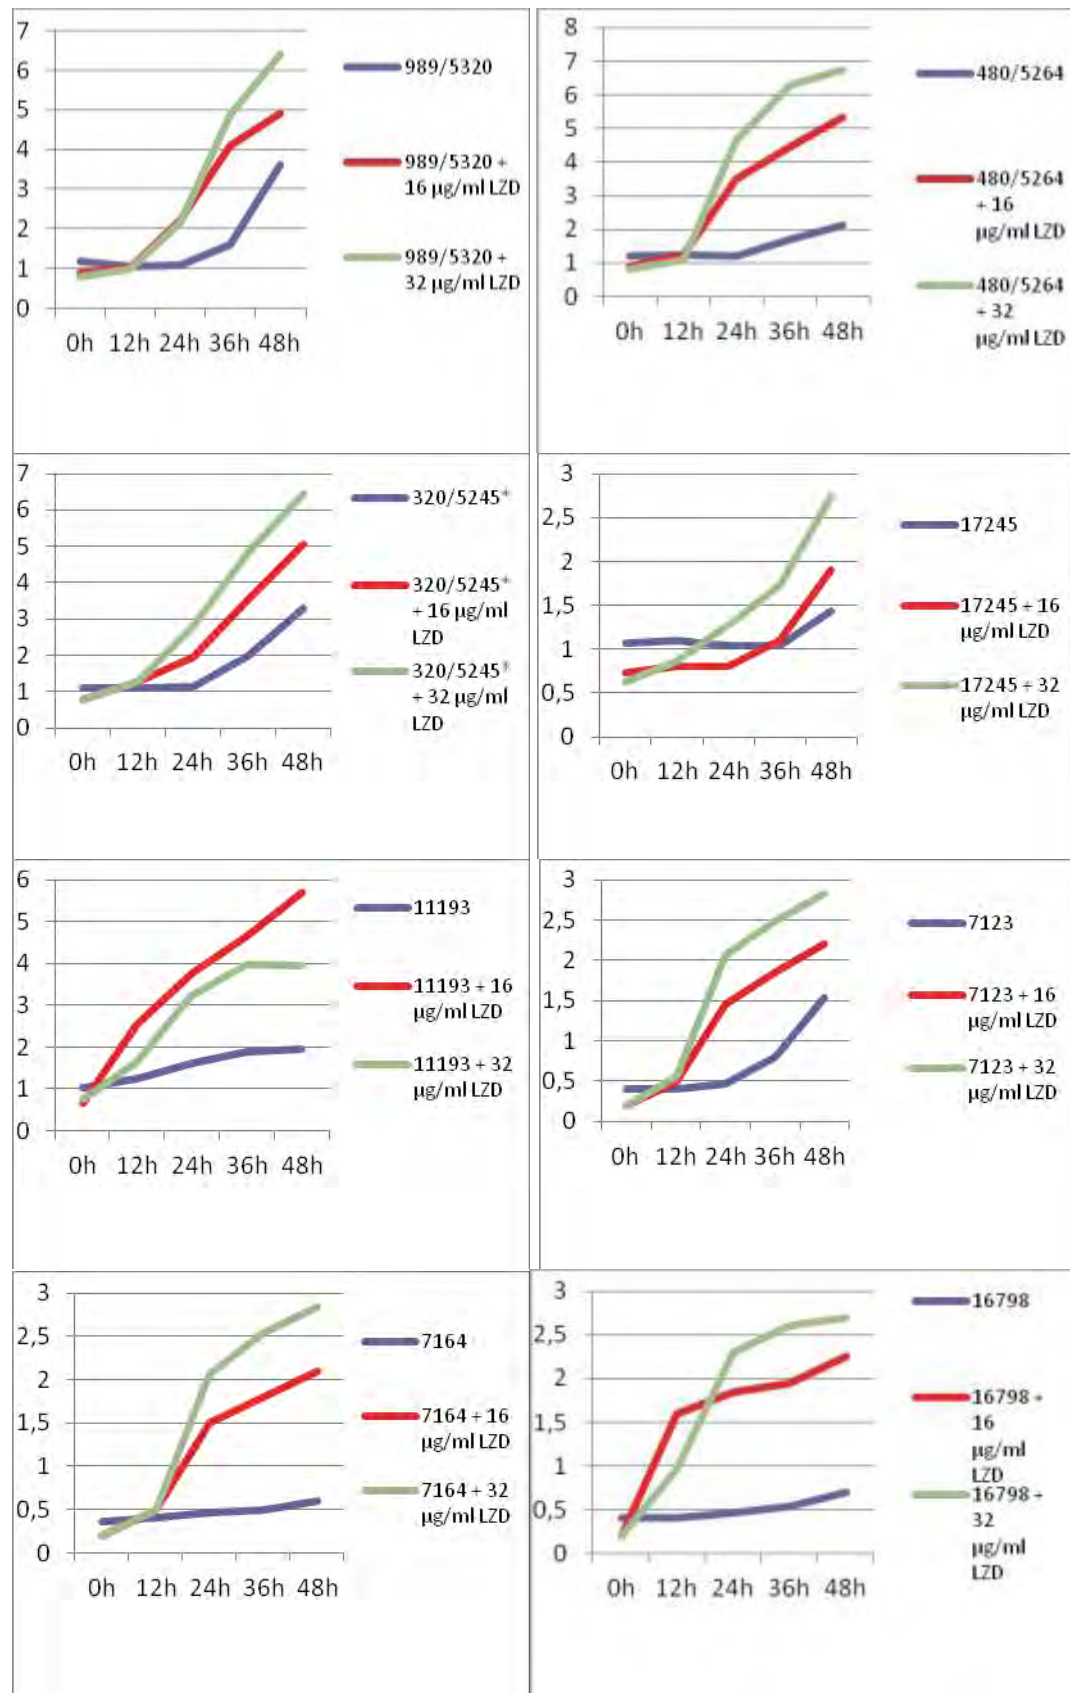 7
6
5
4
3
2
1
0
0h 12h 24h 36h 48h
989/5320
989/5320 +
16 µg/ml LZD
989/5320 +
32 µg/ml LZD
8
7
6
5
4
3
2
1
0
0h 12h 24h 36h 48h
480/5264
480/5264
+ 16
µg/ml LZD
480/5264
+ 32
µg/ml LZD
7
6
5
4
3
2
1
0
0h 12h 24h 36h 48h
320/5245*
320/5245*
+ 16 µg/ml
LZD
320/5245*
+ 32 µg/ml
LZD
3
2,5
2
1,5
1
0,5
0
0h 12h 24h 36h 48h
17245
17245 + 16
µg/ml LZD
17245 + 32
µg/ml LZD
6
5
4
3
2
1
0
0h 12h 24h 36h 48h
11193
11193 + 16
µg/ml LZD
11193 + 32
µg/ml LZD
3
2,5
2
1,5
1
0,5
0
0h 12h 24h 36h 48h
7123
7123 + 16
µg/ml LZD
7123 + 32
µg/ml LZD
3
2,5
2
1,5
1
0,5
0
0h 12h 24h 36h 48h
7164
7164 + 16
µg/ml LZD
7164 + 32
µg/ml LZD
3
2,5
2
1,5
1
0,5
0
0h 12h 24h 36h 48h
16798
16798 +
16
µg/ml
LZD
16798 +
32
µg/ml
LZD